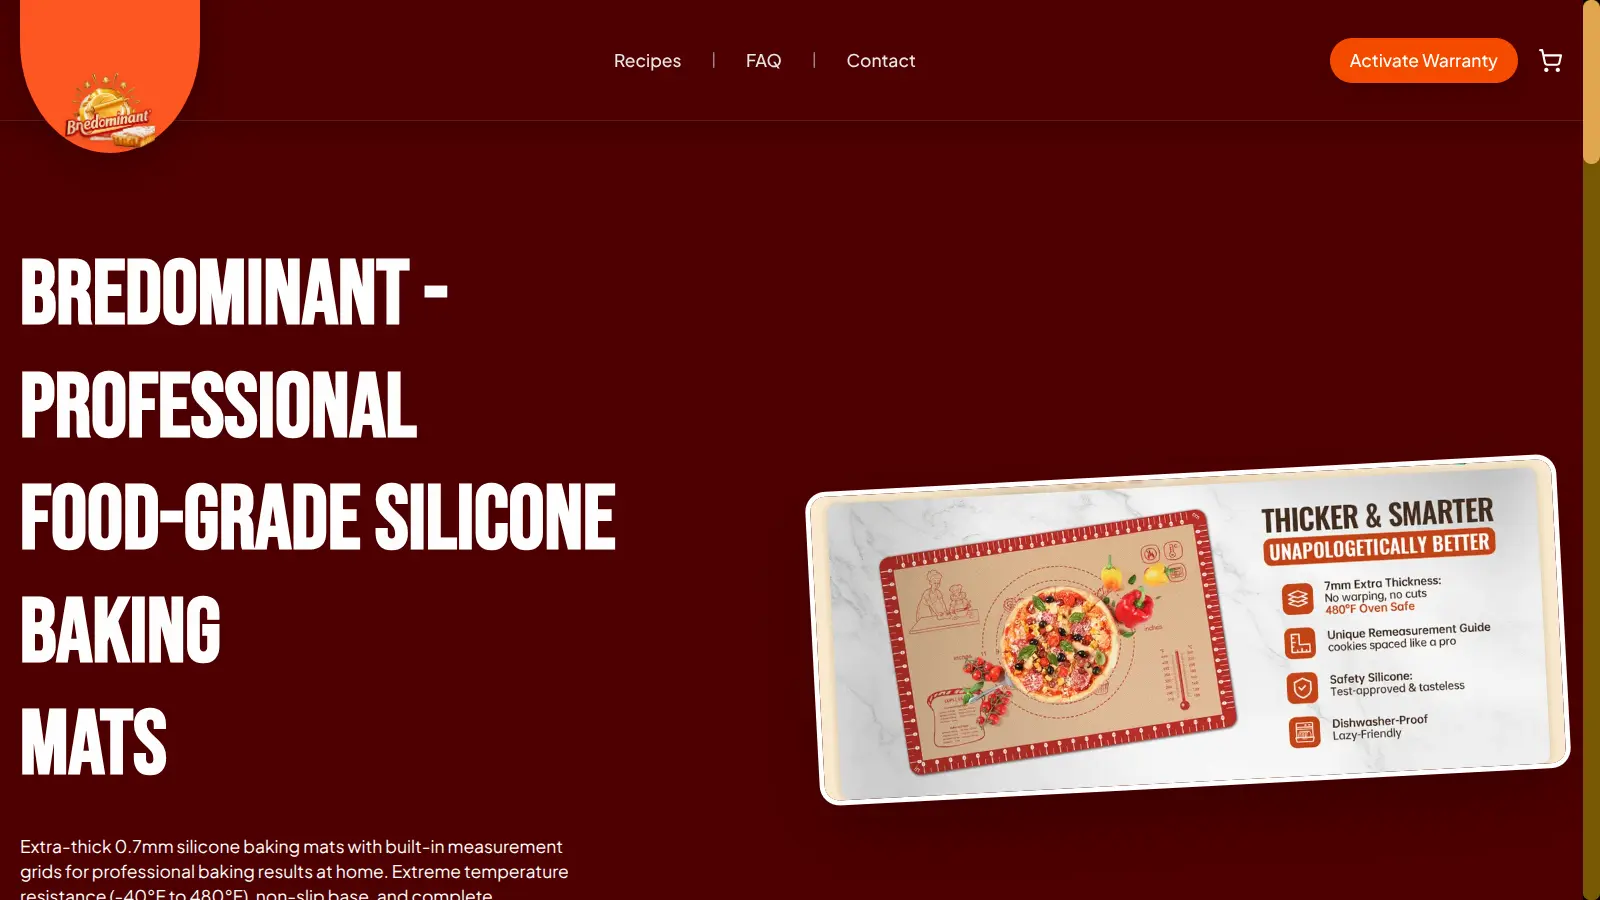 Bredominant
Recipes | FAQ | Contact
Activate Warranty
BREDOMINANT -
PROFESSIONAL
FOOD-GRADE SILICONE
BAKING
MATS
Extra-thick 0.7mm silicone baking mats with built-in measurement
grids for professional baking results at home. Extreme temperature
resistance (-40°F to 480°F), non-slip base, and complete
THICKER & SMARTER
UNAPOLOGETICALLY BETTER
7mm Extra Thickness:
No warping, no cuts
480°F Oven Safe
Unique Remeasurement Guide
cookies spaced like a pro
Safety Silicone:
Test-approved & tasteless
Dishwasher-Proof
Lazy-Friendly
inches